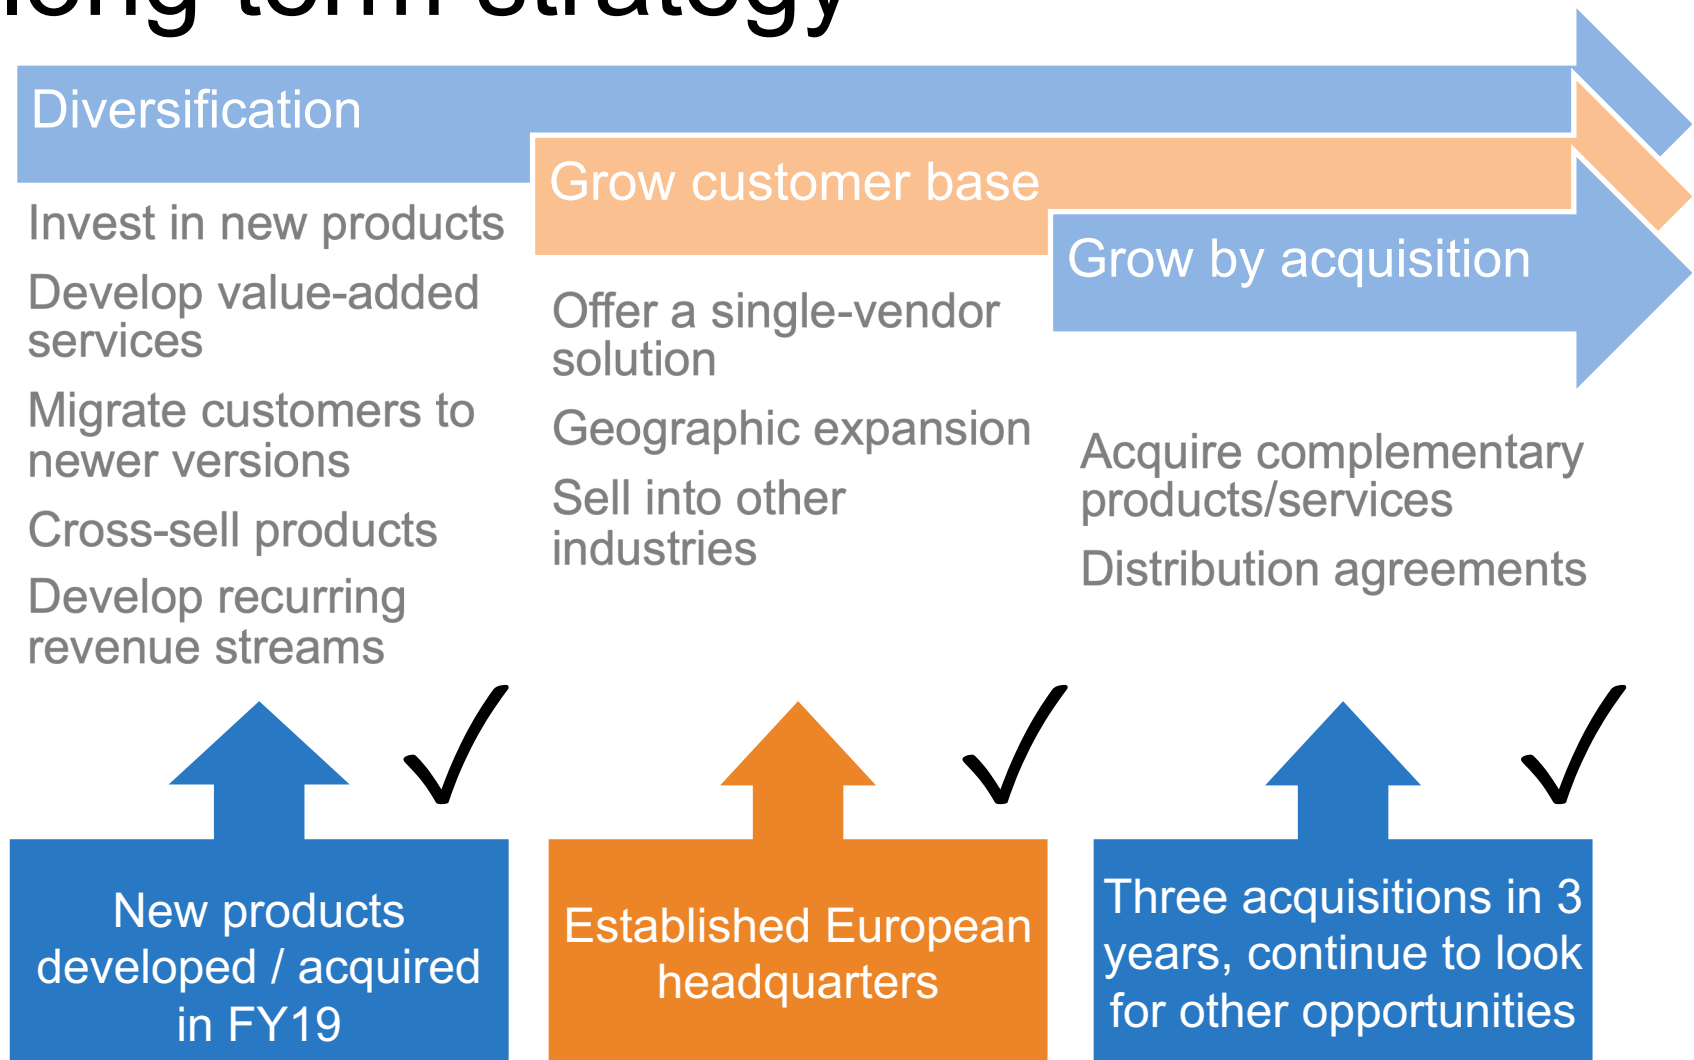 long term strategy
Diversification
Invest in new products
Develop value-added
services
Migrate customers to
newer versions
Cross-sell products
Develop recurring
revenue streams
Grow customer base
Offer a single-vendor
solution
Geographic expansion
Sell into other
industries
Grow by acquisition
Acquire complementary
products/services
Distribution agreements
New products
developed / acquired
in FY19
Established European
headquarters
Three acquisitions in 3
years, continue to look
for other opportunities